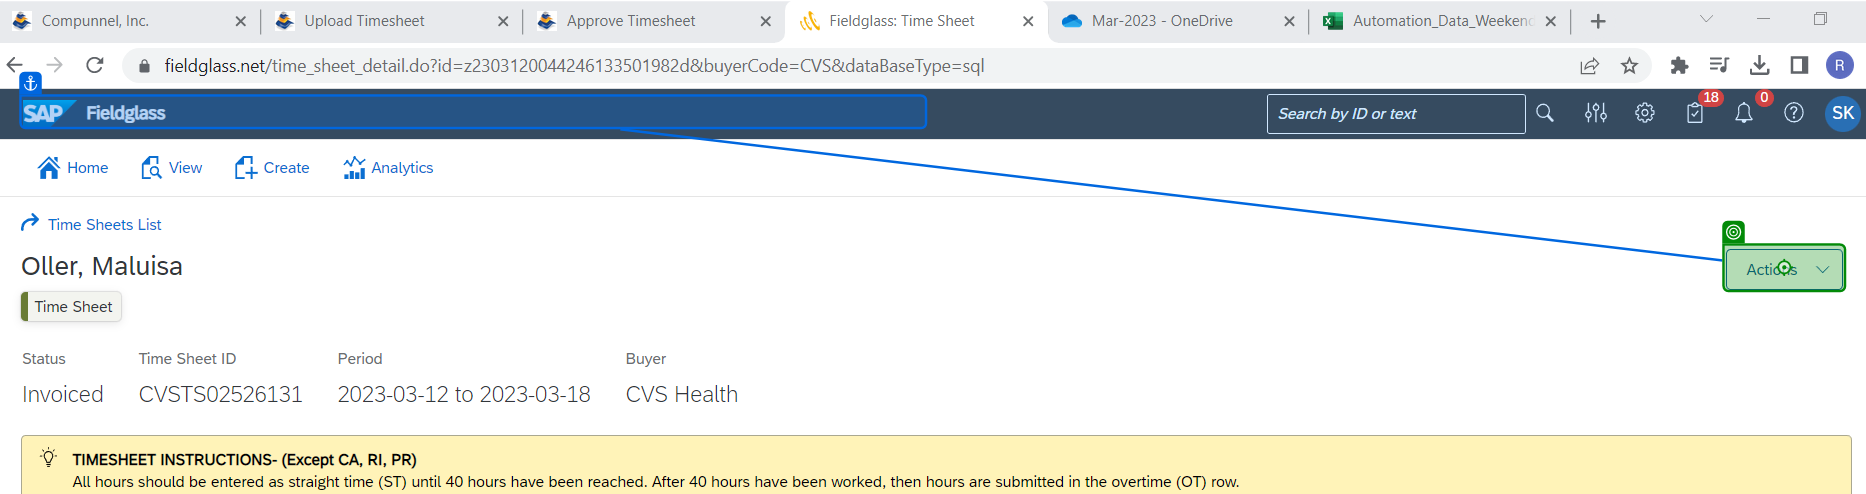 Compunnel, Inc.
Upload Timesheet
Approve Timesheet
Fieldglass: Time Sheet
Mar-2023 - OneDrive
Automation_Data_Weekend
fieldglass.net/time_sheet_detail.do?id=z2303120044246133501982d&buyerCode=CVS&dataBaseType=sql
R
SAP Fieldglass
Search by ID or text
18
0
SK
Home
View
Create
Analytics
Time Sheets List
Oller, Maluisa
Actions
Time Sheet
Status Time Sheet ID Period Buyer
Invoiced CVSTS02526131 2023-03-12 to 2023-03-18 CVS Health
TIMESHEET INSTRUCTIONS- (Except CA, RI, PR)
All hours should be entered as straight time (ST) until 40 hours have been reached. After 40 hours have been worked, then hours are submitted in the overtime (OT) row.